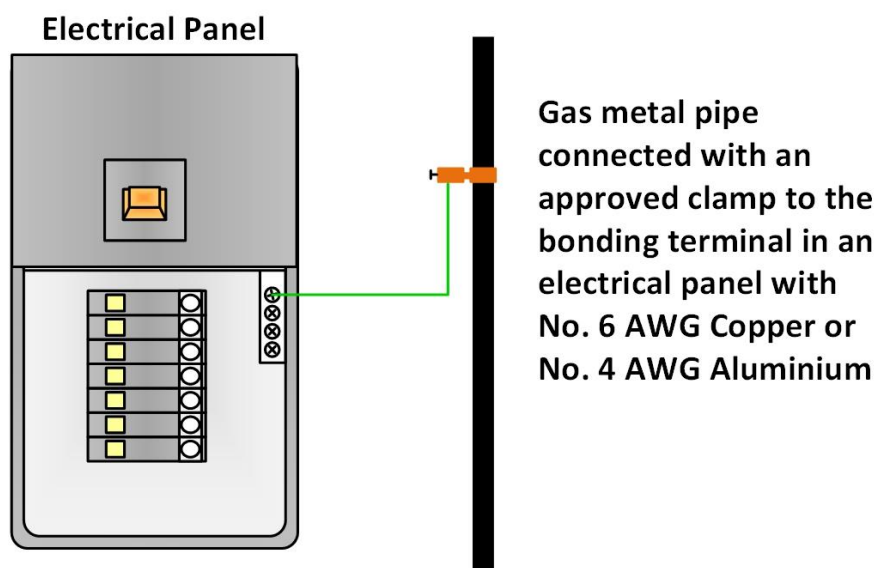 Electrical Panel
Gas metal pipe
connected with an
approved clamp to the
bonding terminal in an
electrical panel with
No. 6 AWG Copper or
No. 4 AWG Aluminium